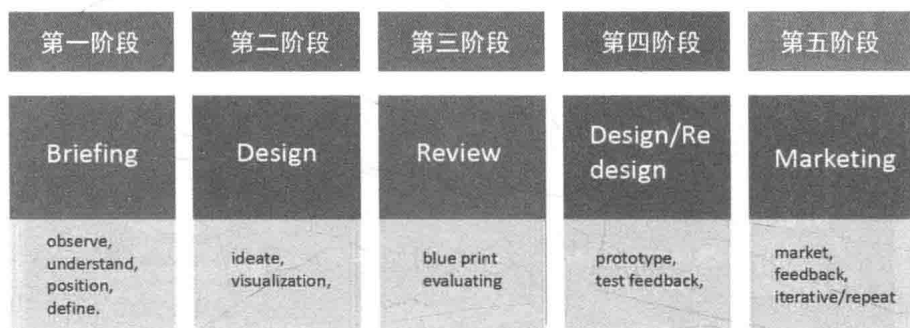 第一阶段
第二阶段
第三阶段
第四阶段
第五阶段
Briefing
Design
Review
Design/Re
design
Marketing
observe,
understand,
position,
define.
ideate,
visualization,
blue print
evaluating
prototype,
test feedback,
market,
feedback,
iterative/repeat